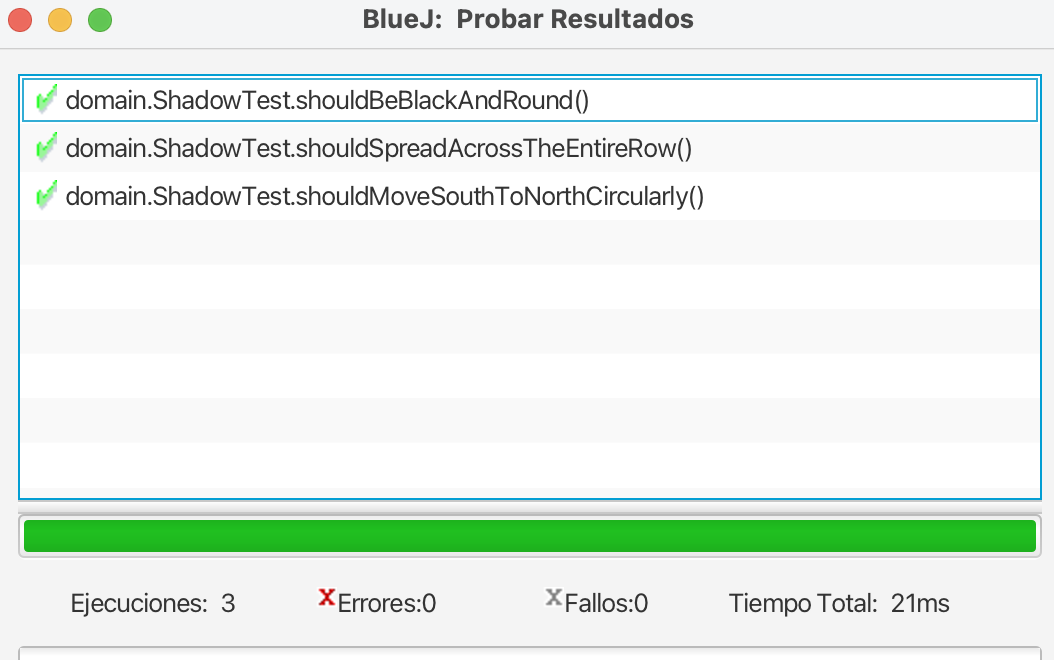 BlueJ:  Probar Resultados
domain.ShadowTest.shouldBeBlackAndRound()
domain.ShadowTest.shouldSpreadAcrossTheEntireRow()
domain.ShadowTest.shouldMoveSouthToNorthCircularly()
Ejecuciones: 3 Errores:0 Fallos:0 Tiempo Total: 21ms